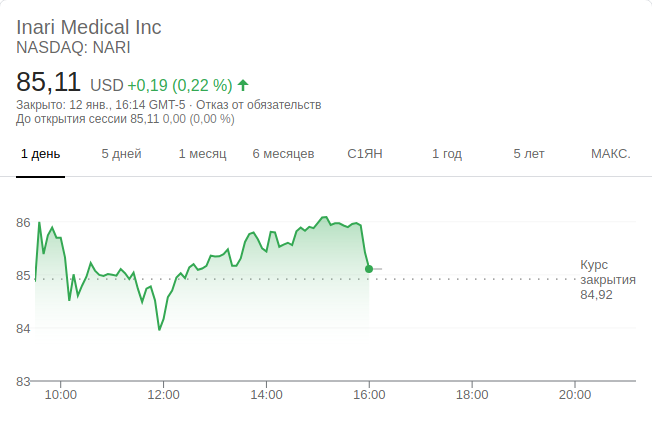 Inari Medical Inc
NASDAQ: NARI
85,11 USD +0,19 (0,22 %)
Закрыто: 12 янв., 16:14 GMT-5 · Отказ от обязательств
До открытия сессии 85,11 0,00 (0,00 %)
1 день 5 дней 1 месяц 6 месяцев С1ЯН 1 год 5 лет МАКС.
86
85
84
83
Курс
закрытия
84,92
10:00 12:00 14:00 16:00 18:00 20:00